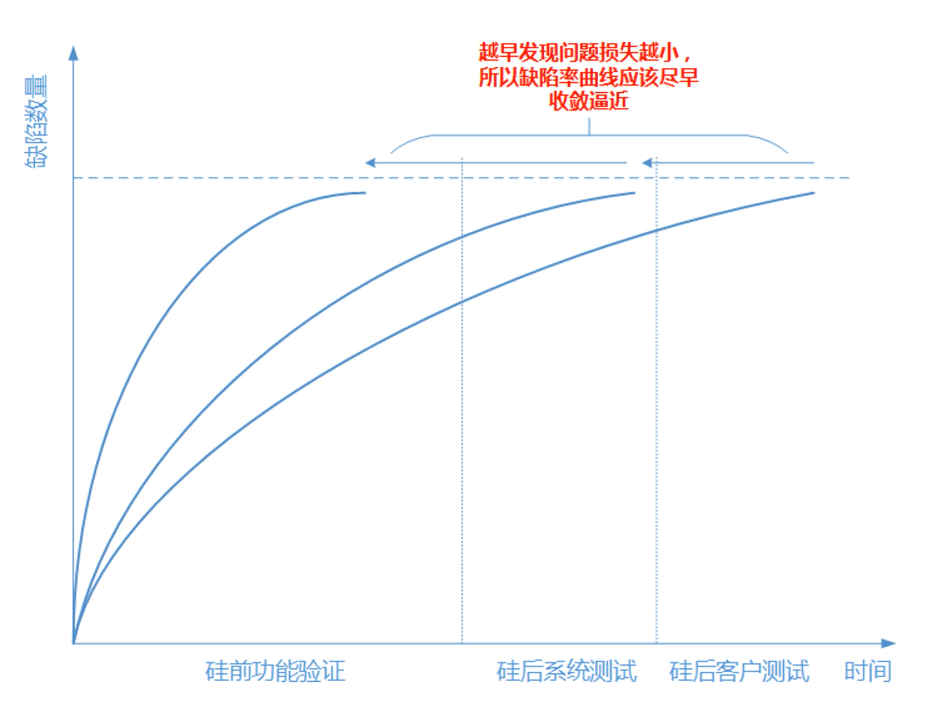 越早发现问题损失越小，
所以缺陷率曲线应该尽早
收敛逼近
缺陷数量
硅前功能验证
硅后系统测试
硅后客户测试
时间